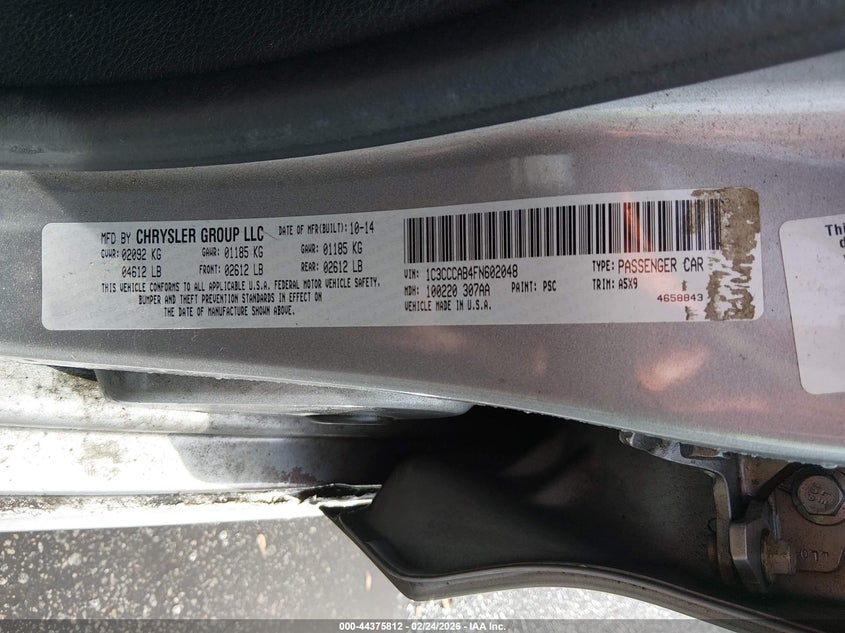 MFD BY CHRYSLER GROUP LLC DATE OF MFR(BUILT): 10-14
GVWR: 02092 KG GAWR: 01185 KG GAWR: 01185 KG
04612 LB FRONT: 02612 LB REAR: 02612 LB
THIS VEHICLE CONFORMS TO ALL APPLICABLE U.S.A. FEDERAL MOTOR VEHICLE SAFETY,
BUMPER AND THEFT PREVENTION STANDARDS IN EFFECT ON
THE DATE OF MANUFACTURE SHOWN ABOVE.
VIN: 1C3CCCAB4FN602048 TYPE: PASSENGER CAR
MDH: 100220 307AA PAINT: PSC TRIM: A5X9
VEHICLE MADE IN U.S.A. 4658843
000-44375812 - 02/24/2026 - IAA Inc.